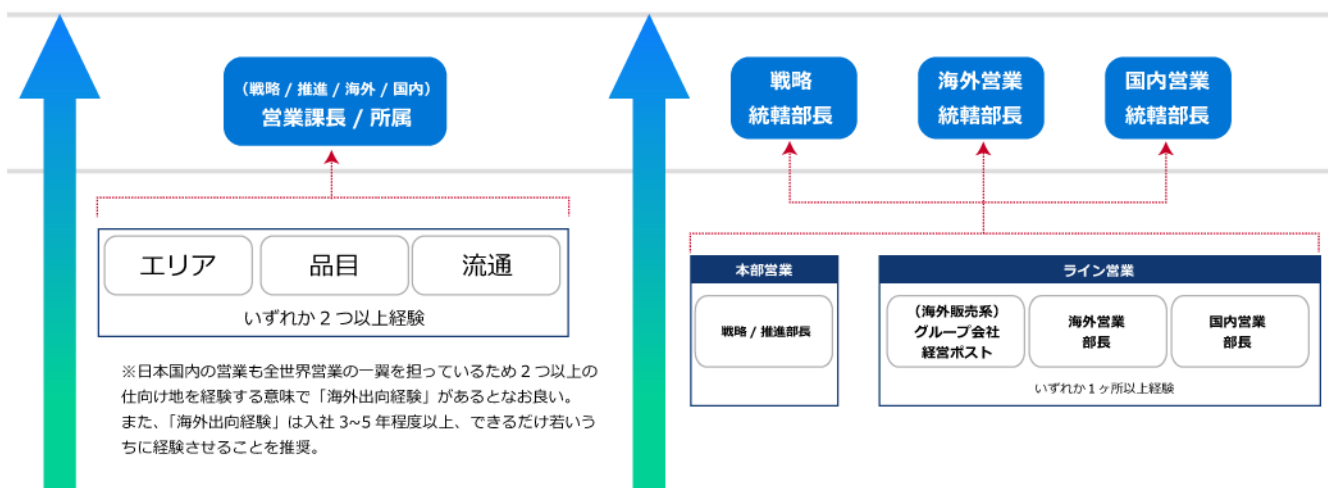 (戦略 / 推進 / 海外 / 国内)
営業課長 / 所属
エリア
品目
流通
いずれか 2 つ以上経験
※日本国内の営業も全世界営業の一翼を担っているため 2 つ以上の
仕向け地を経験する意味で「海外出向経験」があるとなお良い。
また、「海外出向経験」は入社 3~5 年程度以上、できるだけ若いう
ちに経験させることを推奨。
戦略
統轄部長
海外営業
統轄部長
国内営業
統轄部長
本部営業
戦略 / 推進部長
ライン営業
(海外販売系)
グループ会社
経営ポスト
海外営業
部長
国内営業
部長
いずれか 1 ヶ所以上経験